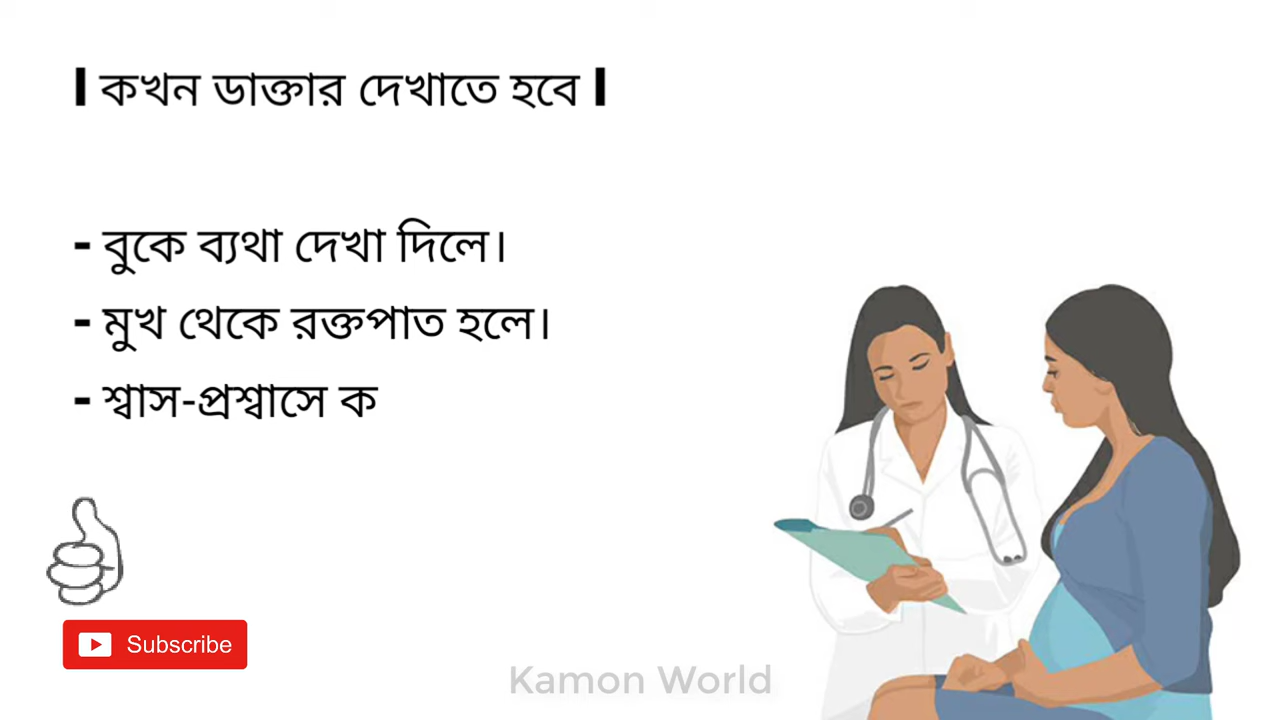 | কখন ডাক্তার দেখাতে হবে |
- বুকে ব্যথা দেখা দিলে।
- মুখ থেকে রক্তপাত হলে।
- শ্বাস-প্রশ্বাসে ক
Subscribe
Kamon World